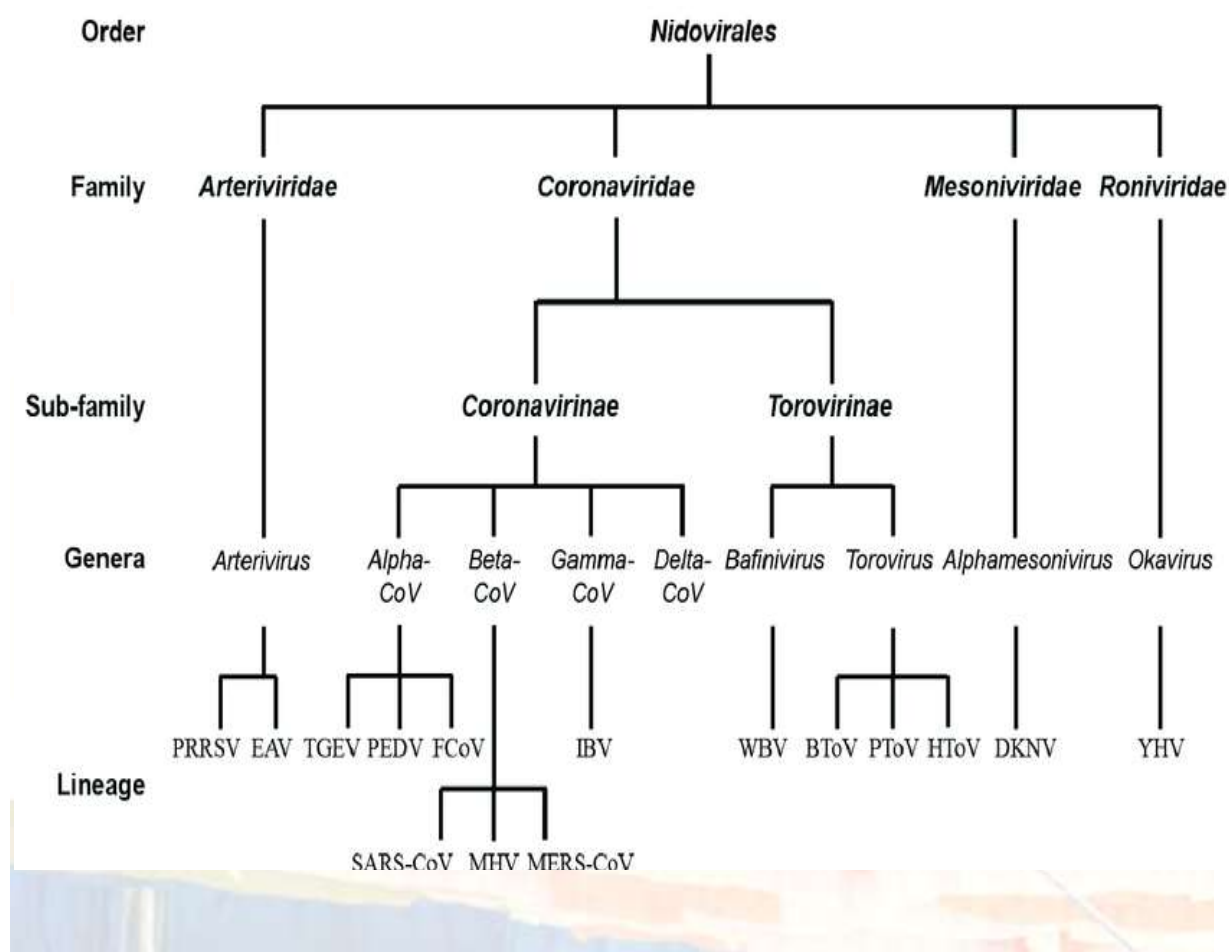 Order Nidovirales
Family Arteriviridae Coronaviridae Mesoniviridae Roniviridae
Sub-family Coronavirinae Torovirinae
Genera Arterivirus Alpha- Beta- Gamma- Delta- Bafinivirus Torovirus Alphamesonivirus Okavirus
CoV CoV CoV CoV
PRRSV EAV TGEV PEDV FCoV IBV WBV BToV PToV HToV DKNV YHV
Lineage
SARS-CoV MHV MERS-CoV